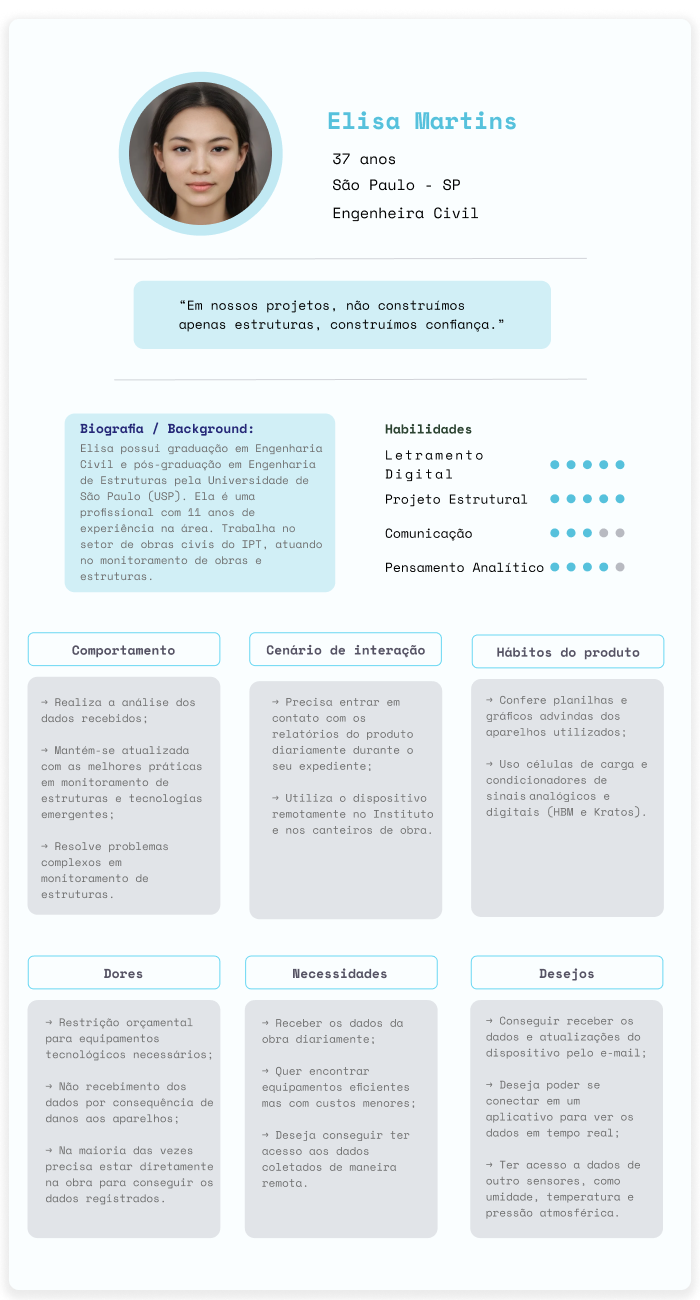 Elisa Martins
37 anos
São Paulo - SP
Engenheira Civil
“Em nossos projetos, não construímos
apenas estruturas, construímos confiança.”
Biografia / Background:
Elisa possui graduação em Engenharia
Civil e pós-graduação em Engenharia
de Estruturas pela Universidade de
São Paulo (USP). Ela é uma
profissional com 11 anos de
experiência na área. Trabalha no
setor de obras civis do IPT, atuando
no monitoramento de obras e
estruturas.
Habilidades
Letramento
Digital
Projeto Estrutural
Comunicação
Pensamento Analítico
Comportamento
→ Realiza a análise dos
dados recebidos;
→ Mantém-se atualizada
com as melhores práticas
em monitoramento de
estruturas e tecnologias
emergentes;
→ Resolve problemas
complexos em
monitoramento de
estruturas.
Cenário de interação
→ Precisa entrar em
contato com os
relatórios do produto
diariamente durante o
seu expediente;
→ Utiliza o dispositivo
remotamente no Instituto
e nos canteiros de obra.
Hábitos do produto
→ Confere planilhas e
gráficos advindas dos
aparelhos utilizados;
→ Uso células de carga e
condicionadores de
sinais analógicos e
digitais (HBM e Kratos).
Dores
→ Restrição orçamental
para equipamentos
tecnológicos necessários;
→ Não recebimento dos
dados por consequência de
danos aos aparelhos;
→ Na maioria das vezes
precisa estar diretamente
na obra para conseguir os
dados registrados.
Necessidades
→ Receber os dados da
obra diariamente;
→ Quer encontrar
equipamentos eficientes
mas com custos menores;
→ Deseja conseguir ter
acesso aos dados
coletados de maneira
remota.
Desejos
→ Conseguir receber os
dados e atualizações do
dispositivo pelo e-mail;
→ Deseja poder se
conectar em um
aplicativo para ver os
dados em tempo real;
→ Ter acesso a dados de
outro sensores, como
umidade, temperatura e
pressão atmosférica.